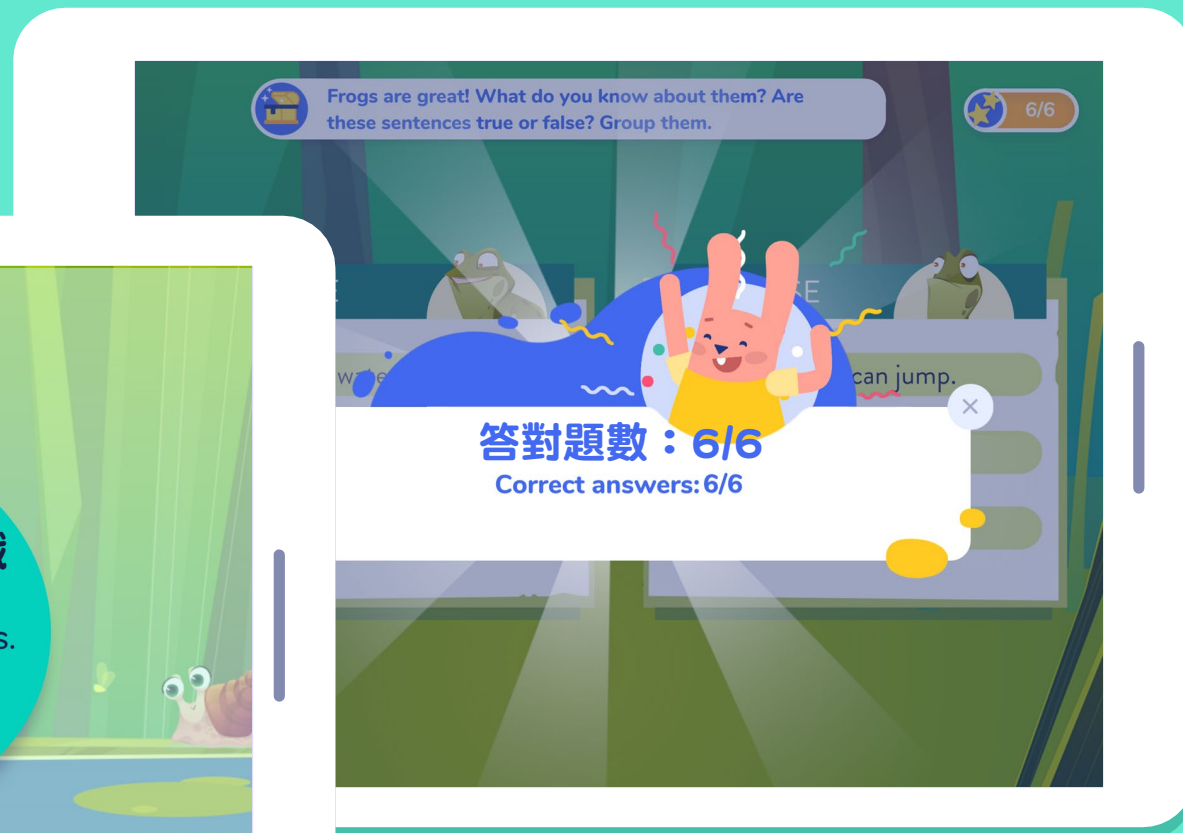 Frogs are great! What do you know about them? Are
these sentences true or false? Group them.
6/6
can jump.
答對題數：6/6
Correct answers: 6/6